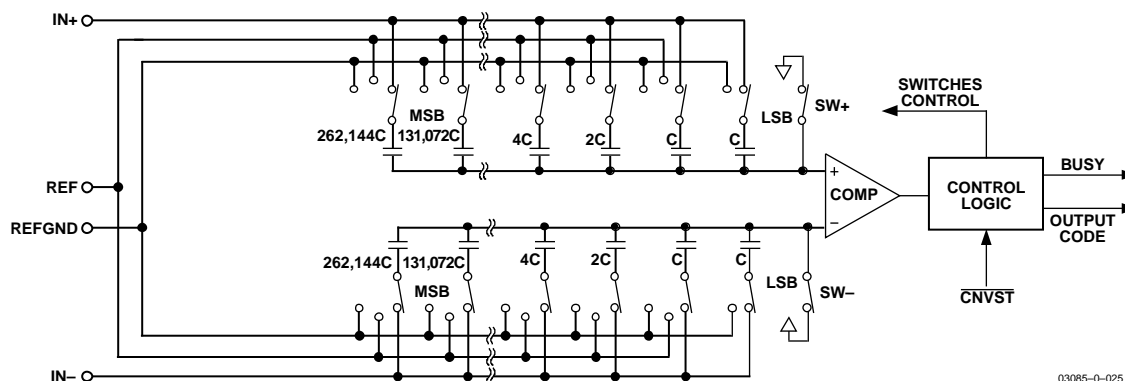 IN+
SWITCHES
CONTROL
MSB
LSB
SW+
262,144C 131,072C
4C
2C
C
C
BUSY
REF
+
COMP
CONTROL
LOGIC
REFGND
–
OUTPUT
CODE
262,144C 131,072C
4C
2C
C
C
LSB
MSB
SW–
CNVST
IN–
03085-0-025